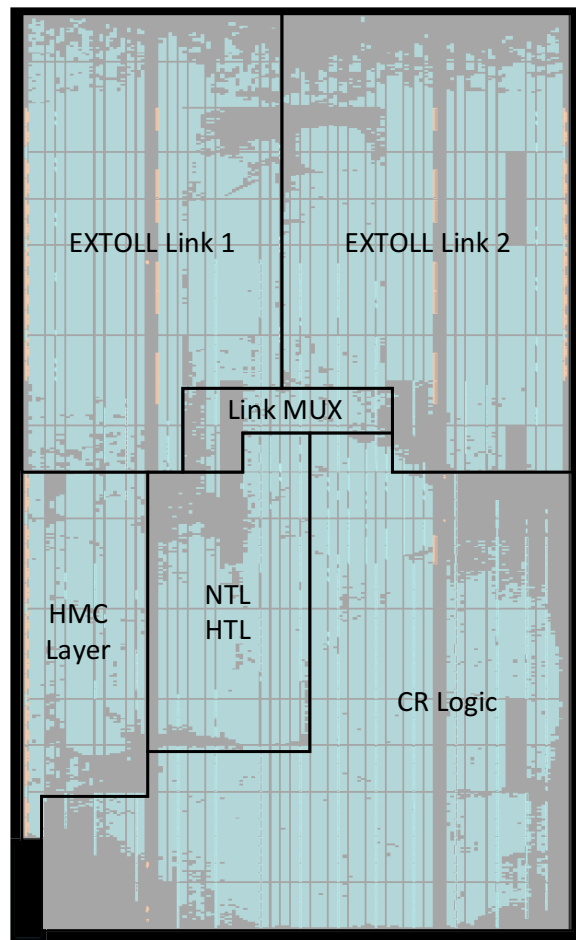 EXTOLL Link 1
EXTOLL Link 2
Link MUX
HMC
Layer
NTL
HTL
CR Logic